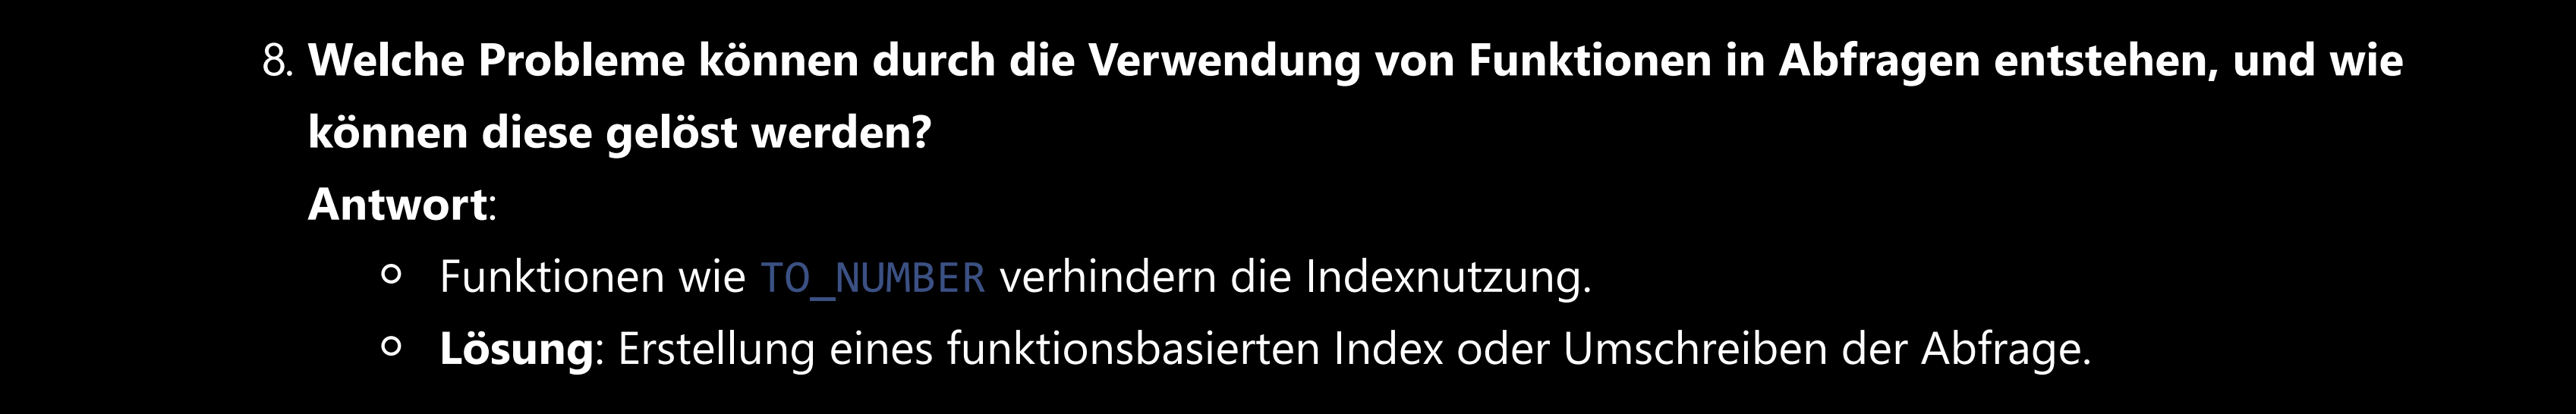 8. Welche Probleme können durch die Verwendung von Funktionen in Abfragen entstehen, und wie
können diese gelöst werden?
Antwort:
○ Funktionen wie TO_NUMBER verhindern die Indexnutzung.
○ Lösung: Erstellung eines funktionsbasierten Index oder Umschreiben der Abfrage.